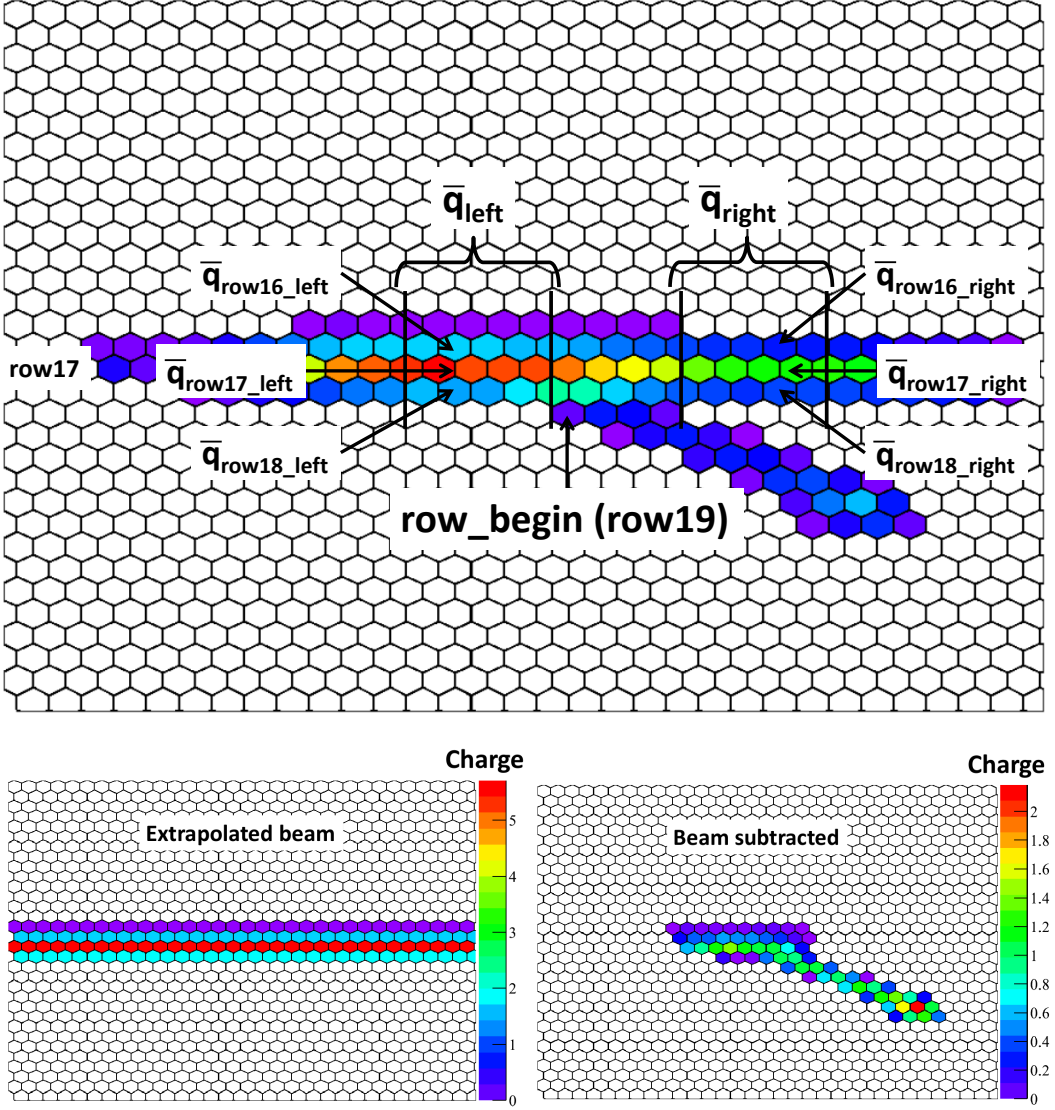 q̅left
q̅right
q̅row16_left
q̅row16_right
row17
q̅row17_left
q̅row17_right
q̅row18_left
q̅row18_right
row_begin (row19)
Charge
Extrapolated beam
5
4
3
2
1
0
Charge
Beam subtracted
2
1.8
1.6
1.4
1.2
1
0.8
0.6
0.4
0.2
0